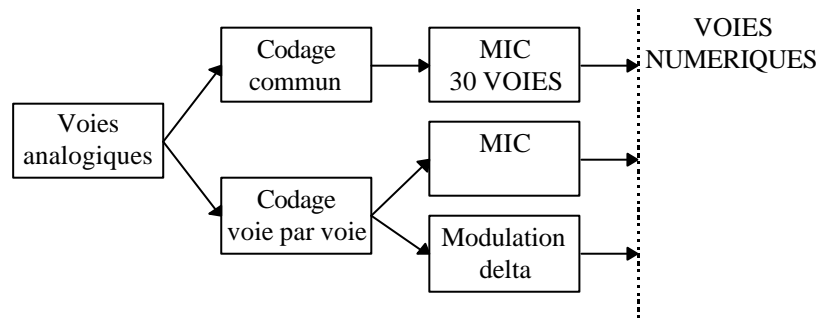 Voies
analogiques
Codage
commun
MIC
30 VOIES
Codage
voie par voie
MIC
Modulation
delta
VOIES
NUMERIQUES